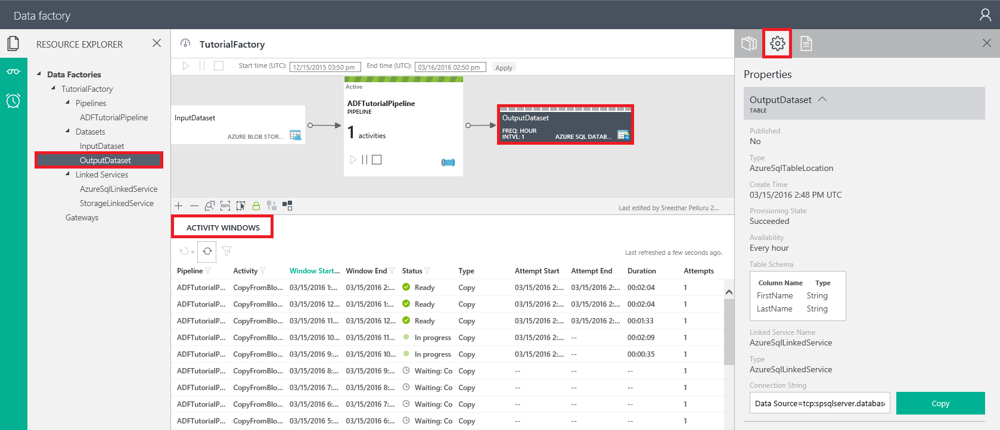 Data factory
RESOURCE EXPLORER
Data Factories
TutorialFactory
Pipelines
ADFTutorialPipeline
Datasets
InputDataset
OutputDataset
Linked Services
AzureSqlLinkedService
StorageLinkedService
Gateways
TutorialFactory
Start time (UTC): 12/15/2015 03:50 pm End time (UTC): 03/16/2016 02:50 pm Apply
InputDataset
AZURE BLOB STOR...
Active
ADFTutorialPipeline
PIPELINE
1 activities
OutputDataset
FREQ: HOUR
INTVL: 1 AZURE SQL DATAB...
100%
Last edited by Sreedhar Pelluru 2...
ACTIVITY WINDOWS
Last refreshed a few seconds ago.
Pipeline Activity Window Start... Window End Status Type Attempt Start Attempt End Duration Attempts
ADFTutorialP... CopyFromBlo... 03/15/2016 1:... 03/15/2016 2:... Ready Copy 03/15/2016 2:... 03/15/2016 2:... 00:02:04 1
ADFTutorialP... CopyFromBlo... 03/15/2016 12... 03/15/2016 1:... Ready Copy 03/15/2016 2:... 03/15/2016 2:... 00:02:04 1
ADFTutorialP... CopyFromBlo... 03/15/2016 11... 03/15/2016 12... Ready Copy 03/15/2016 2:... 03/15/2016 2:... 00:01:33 1
ADFTutorialP... CopyFromBlo... 03/15/2016 10... 03/15/2016 11... In progress Copy 03/15/2016 2:... -- 00:02:09 1
ADFTutorialP... CopyFromBlo... 03/15/2016 9:... 03/15/2016 10... In progress Copy 03/15/2016 2:... -- 00:00:35 1
ADFTutorialP... CopyFromBlo... 03/15/2016 8:... 03/15/2016 9:... Waiting: Co Copy -- -- -- 1
ADFTutorialP... CopyFromBlo... 03/15/2016 7:... 03/15/2016 8:... Waiting: Co Copy -- -- -- 1
ADFTutorialP... CopyFromBlo... 03/15/2016 6:... 03/15/2016 7:... Waiting: Co Copy -- -- -- 1
ADFTutorialP... CopyFromBlo... 03/15/2016 5:... 03/15/2016 6:... Waiting: Co Copy -- -- -- 1
Properties
OutputDataset
TABLE
Published
No
Type
AzureSqlTableLocation
Create Time
03/15/2016 2:48 PM UTC
Provisioning State
Succeeded
Availability
Every hour
Table Schema
Column Name Type
FirstName String
LastName String
Linked Service Name
AzureSqlLinkedService
Type
AzureSqlLinkedService
Connection String
Data Source=tcp:spsqlserver.database Copy